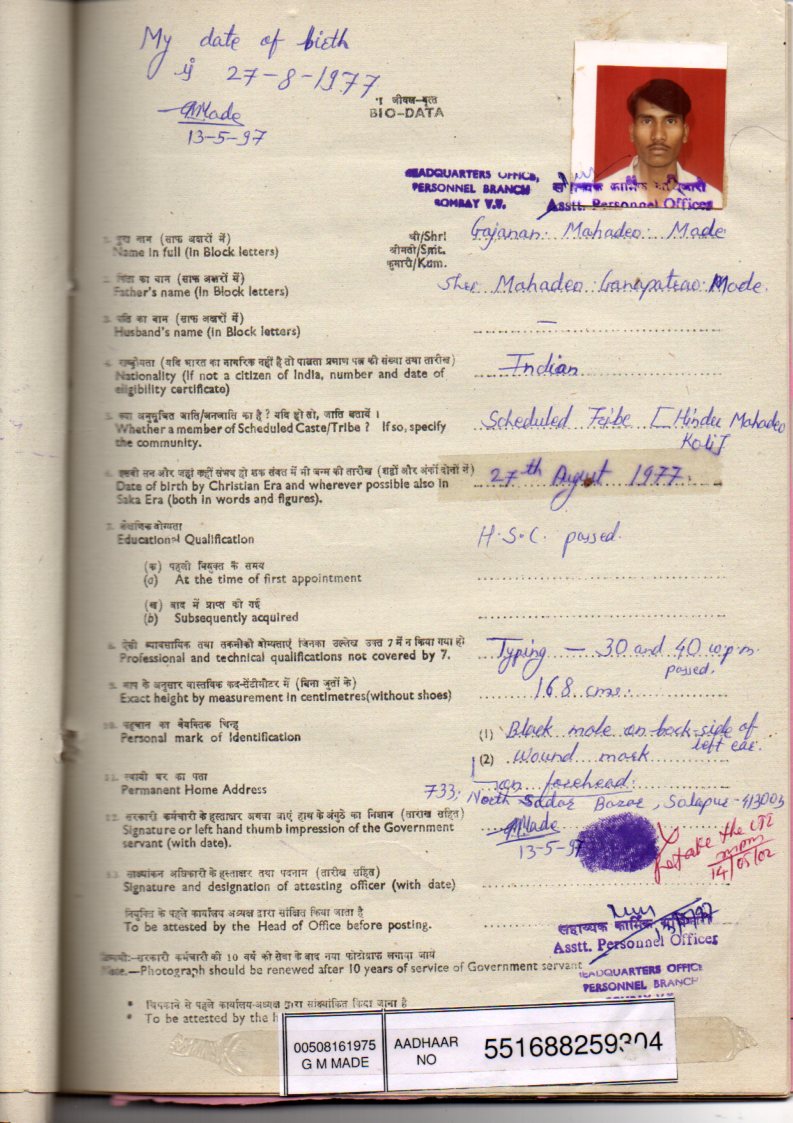 My date of birth
is 27-8-1977
GMade
13-5-97
जीवन-वृत्त
BIO-DATA
HEADQUARTERS OFFICE,
PERSONNEL BRANCH
BOMBAY V.T.
सहायक कार्मिक अधिकारी
Asstt. Personnel Officer
1. पूरा नाम (साफ अक्षरों में) श्री/Shri Gajanan Mahadeo Made
Name in full (in Block letters) श्रीमती/Smt.
कुमारी/Kum.
2. पिता का नाम (साफ अक्षरों में)
Father's name (in Block letters) Shri Mahadeo Ganapatrao Made.
3. पति का नाम (साफ अक्षरों में)
Husband's name (in Block letters) —
4. राष्ट्रीयता (यदि भारत का नागरिक नहीं है तो पात्रता प्रमाण पत्र की संख्या तथा तारीख)
Nationality (if not a citizen of India, number and date of Indian
eligibility certificate)
5. क्या अनुसूचित जाति/जनजाति का है ? यदि हां तो, जाति बतायें ।
Whether a member of Scheduled Caste/Tribe ? If so, specify Scheduled Tribe [Hindu Mahadeo
the community. Koli]
6. इसवी सन और जहां कहीं संभव हो शक संवत में भी जन्म की तारीख (शब्दों और अंकों दोनों में)
Date of birth by Christian Era and wherever possible also in 27th August 1977.
Saka Era (both in words and figures).
7. शैक्षणिक योग्यता
Educational Qualification H.S.C. passed.
(क) पहली नियुक्त के समय
(a) At the time of first appointment
(ख) बाद में प्राप्त की गई
(b) Subsequently acquired
8. ऐसी व्यावसायिक तथा तकनीकी योग्यताएं जिनका उल्लेख उक्त 7 में न किया गया हो
Professional and technical qualifications not covered by 7. Typing — 30 and 40 w.p.m.
passed.
9. माप के अनुसार वास्तविक कद-सेंटीमीटर में (बिना जुतों के)
Exact height by measurement in centimetres(without shoes) 168 cms.
10. पहचान का वैयक्तिक चिन्ह
Personal mark of Identification (1) Black mole on back side of
left ear.
(2) Wound mark
on forehead.
11. स्थायी घर का पता
Permanent Home Address 733, North Sadar Bazar, Solapur-413003
12. सरकारी कर्मचारी के हस्ताक्षर अथवा बाएं हाथ के अंगुठे का निशान (तारीख सहित)
Signature or left hand thumb impression of the Government GMade
servant (with date). 13-5-97
retake the LTI
14/05/02
13. साक्ष्यांकन अधिकारी के हस्ताक्षर तथा पदनाम (तारीख सहित)
Signature and designation of attesting officer (with date)
नियुक्ति के पहले कार्यालय अध्यक्ष द्वारा साक्षित किया जाता है
To be attested by the Head of Office before posting.
सहाय्यक कार्मिक
Asstt. Personnel Officer
टिप्पणी:-सरकारी कर्मचारी की 10 वर्ष की सेवा के बाद नया फोटोग्राफ लगाया जाये
Note.—Photograph should be renewed after 10 years of service of Government servant
HEADQUARTERS OFFICE
PERSONNEL BRANCH
* चिपकाने से पहले कार्यालय-अध्यक्ष द्वारा सांक्ष्यांकित किया जाना है
* To be attested by the
00508161975
G M MADE
AADHAAR
NO
551688259304